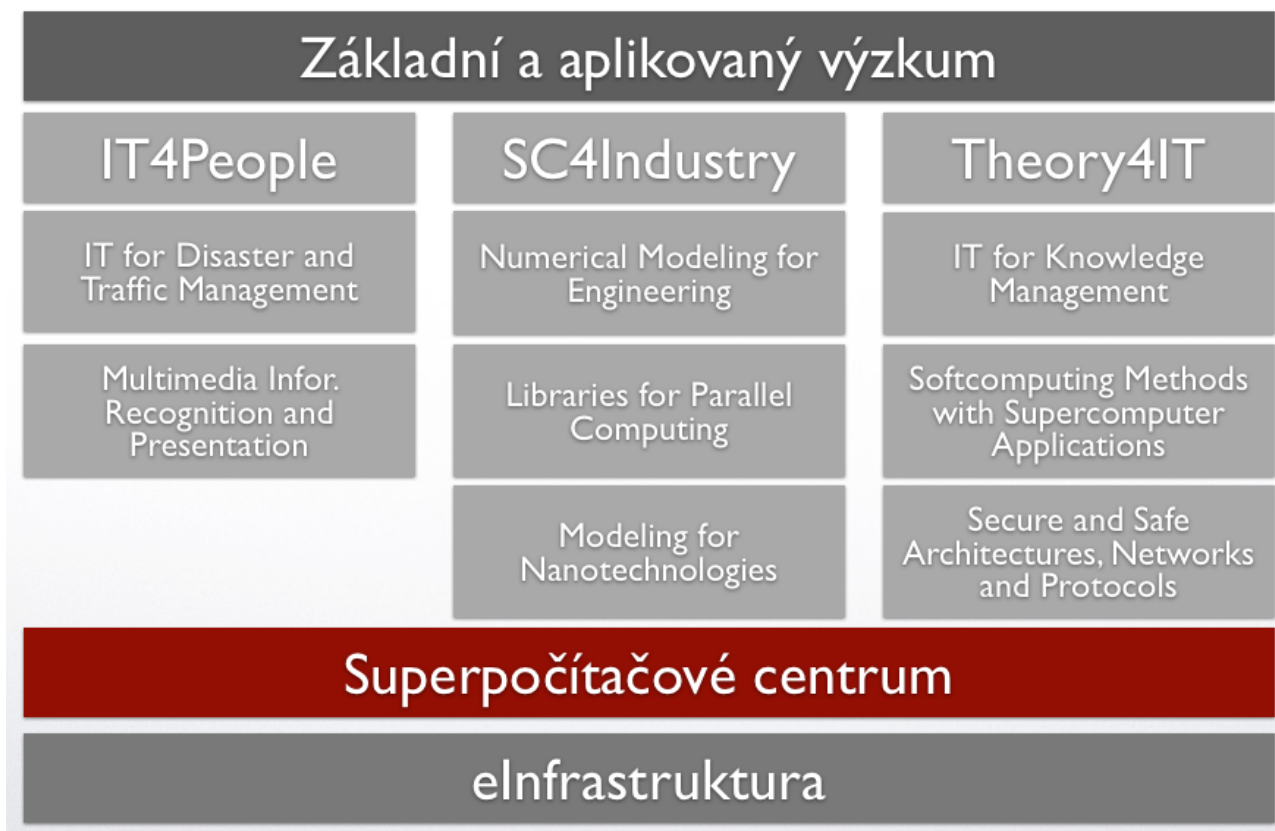 Základní a aplikovaný výzkum
IT4People
IT for Disaster and
Traffic Management
Multimedia Infor.
Recognition and
Presentation
SC4Industry
Numerical Modeling for
Engineering
Libraries for Parallel
Computing
Modeling for
Nanotechnologies
Theory4IT
IT for Knowledge
Management
Softcomputing Methods
with Supercomputer
Applications
Secure and Safe
Architectures, Networks
and Protocols
Superpočítačové centrum
eInfrastruktura